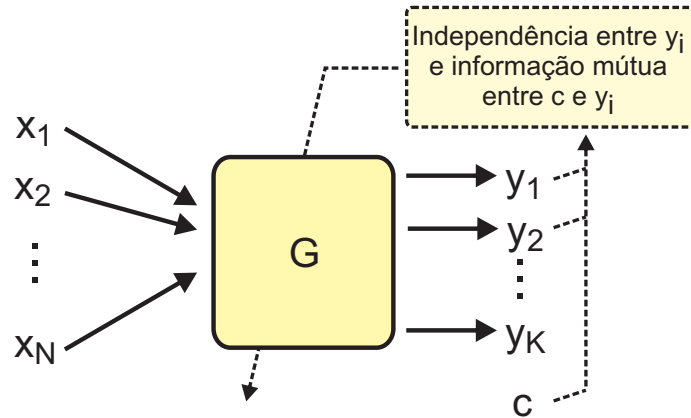 Independência entre yi
e informação mútua
entre c e yi
x1
x2
xN
G
y1
y2
yK
c